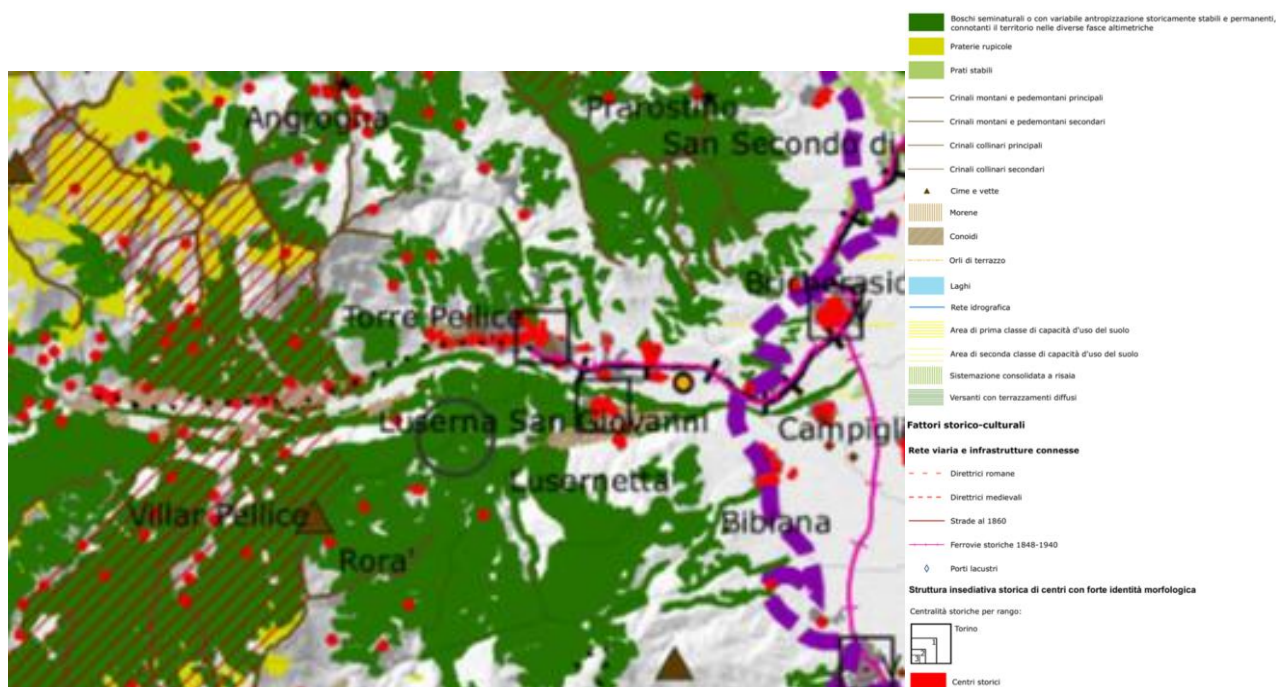 Boschi seminaturali o con variabile antropizzazione storicamente stabili e permanenti,
connotanti il territorio nelle diverse fasce altimetriche
Praterie rupicole
Prati stabili
Crinali montani e pedemontani principali
Crinali montani e pedemontani secondari
Crinali collinari principali
Crinali collinari secondari
Cime e vette
Morene
Conoidi
Orli di terrazzo
Laghi
Rete idrografica
Area di prima classe di capacità d'uso del suolo
Area di seconda classe di capacità d'uso del suolo
Sistemazione consolidata a risaia
Versanti con terrazzamenti diffusi
Fattori storico-culturali
Rete viaria e infrastrutture connesse
Direttrici romane
Direttrici medievali
Strade al 1860
Ferrovie storiche 1848-1940
Porti lacustri
Struttura insediativa storica di centri con forte identità morfologica
Centralità storiche per rango:
Torino
1
2
3
Centri storici
Angrogna
Prarostino
San Secondo di
Bricherasio
Torre Pellice
Luserna San Giovanni
Campigl
Lusernetta
Bibiana
Villar Pellice
Rora'